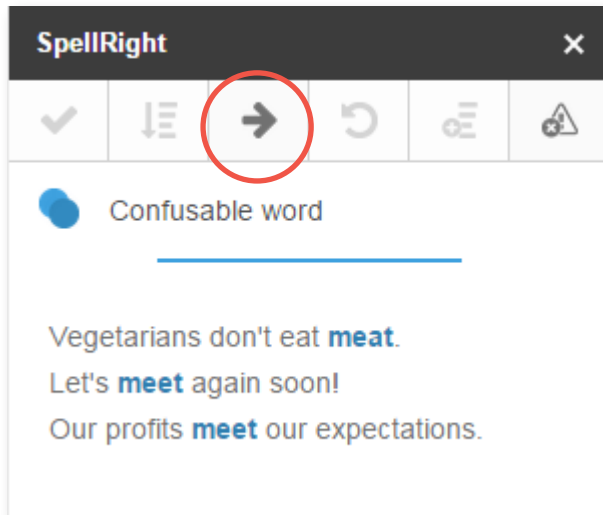 SpellRight
Confusable word
Vegetarians don't eat meat.
Let's meet again soon!
Our profits meet our expectations.